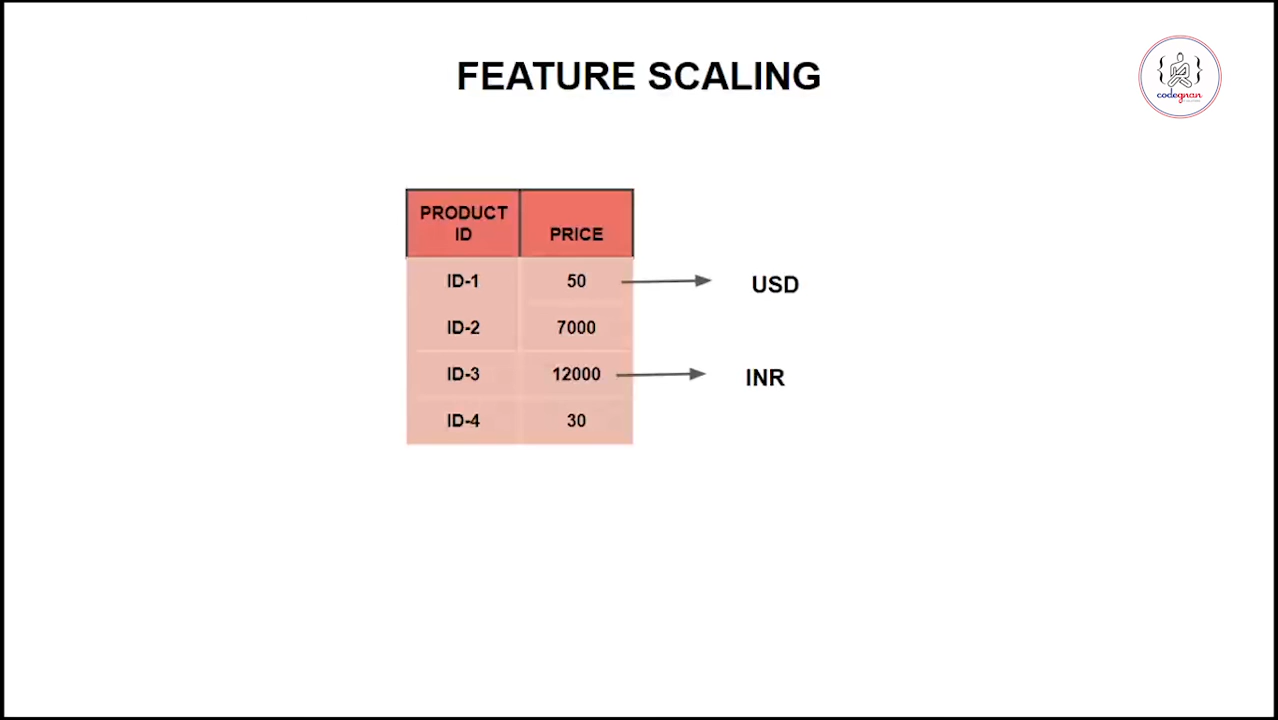 FEATURE SCALING
codegnan
PRODUCT
ID
PRICE
ID-1 50 USD
ID-2 7000
ID-3 12000 INR
ID-4 30